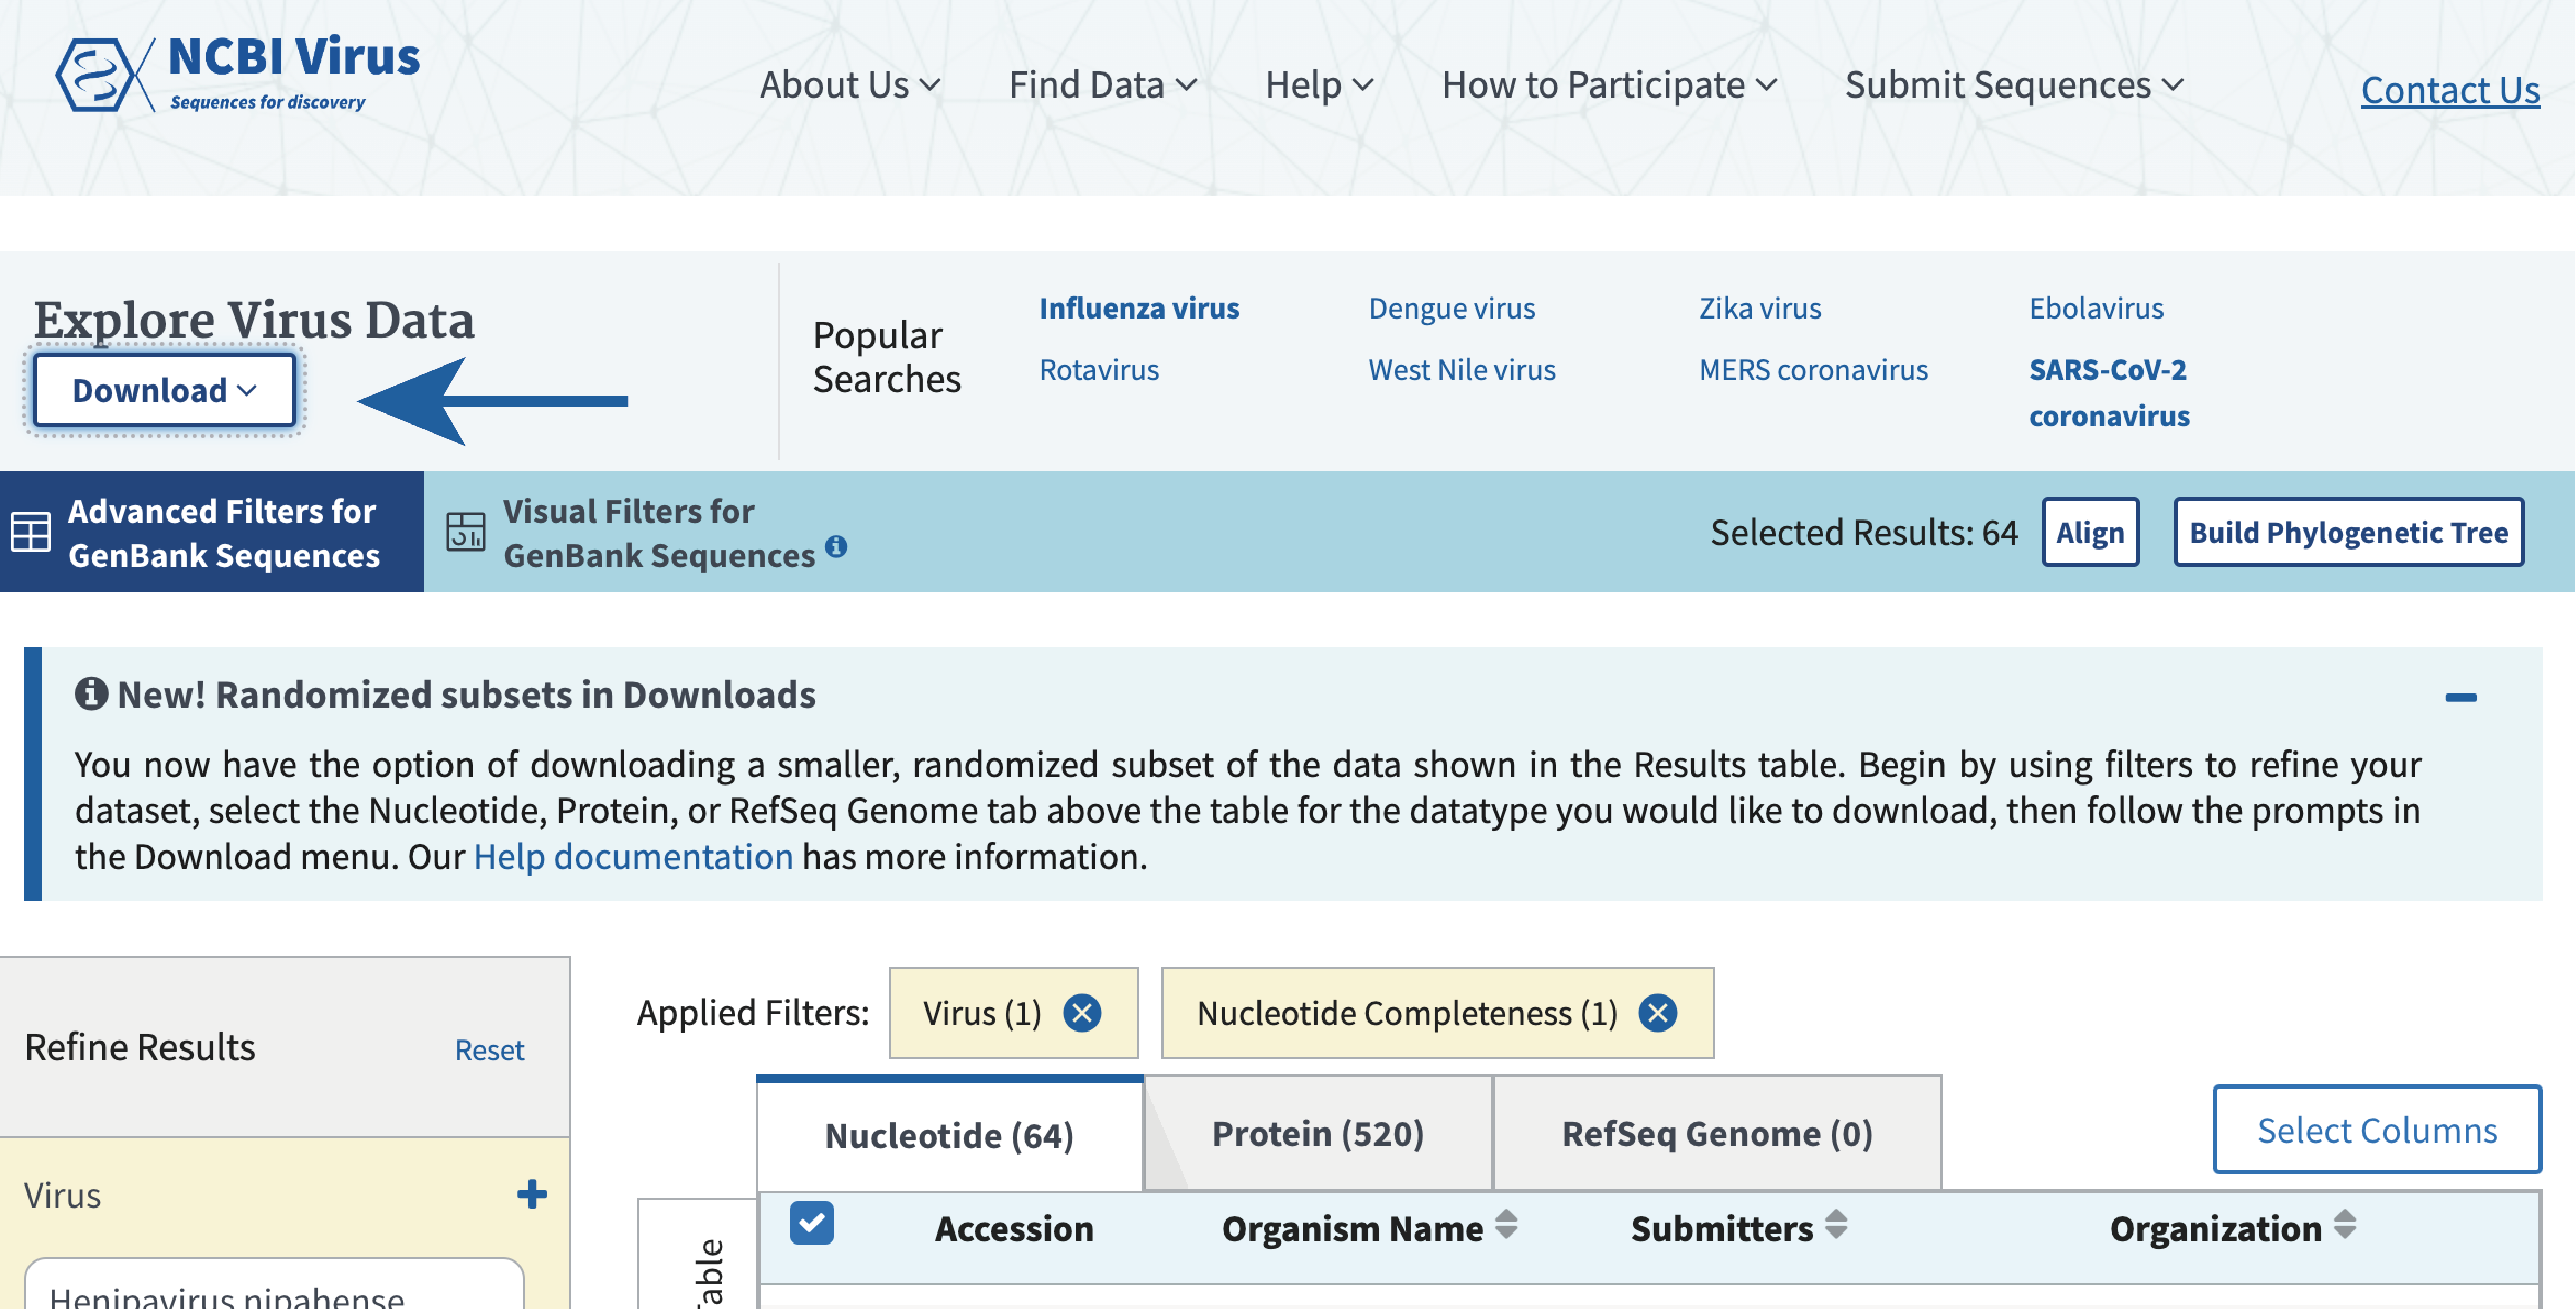 NCBI Virus
Sequences for discovery
About Us
Find Data
Help
How to Participate
Submit Sequences
Contact Us
Explore Virus Data
Download
Popular
Searches
Influenza virus
Dengue virus
Zika virus
Ebolavirus
Rotavirus
West Nile virus
MERS coronavirus
SARS-CoV-2
coronavirus
Advanced Filters for
GenBank Sequences
Visual Filters for
GenBank Sequences
Selected Results: 64
Align
Build Phylogenetic Tree
New! Randomized subsets in Downloads
You now have the option of downloading a smaller, randomized subset of the data shown in the Results table. Begin by using filters to refine your
dataset, select the Nucleotide, Protein, or RefSeq Genome tab above the table for the datatype you would like to download, then follow the prompts in
the Download menu. Our Help documentation has more information.
Refine Results
Reset
Applied Filters:
Virus (1)
Nucleotide Completeness (1)
Nucleotide (64)
Protein (520)
RefSeq Genome (0)
Select Columns
Virus
Accession
Organism Name
Submitters
Organization
Henipavirus nipahense